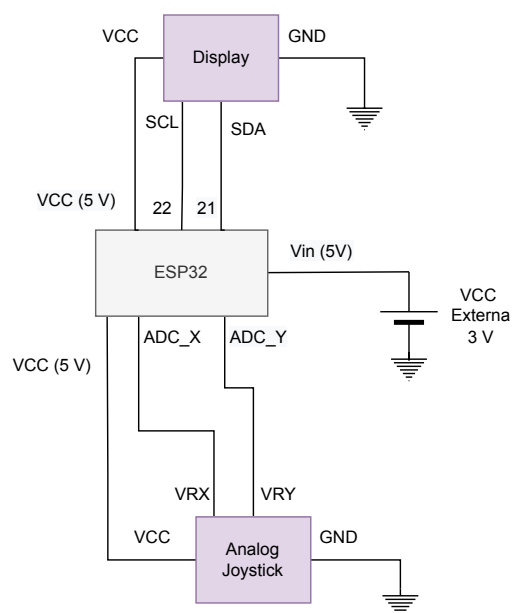 VCC
GND
Display
SCL
SDA
VCC (5 V)
22
21
Vin (5V)
ESP32
VCC
Externa
3 V
ADC_X
ADC_Y
VCC (5 V)
VRX
VRY
VCC
GND
Analog
Joystick